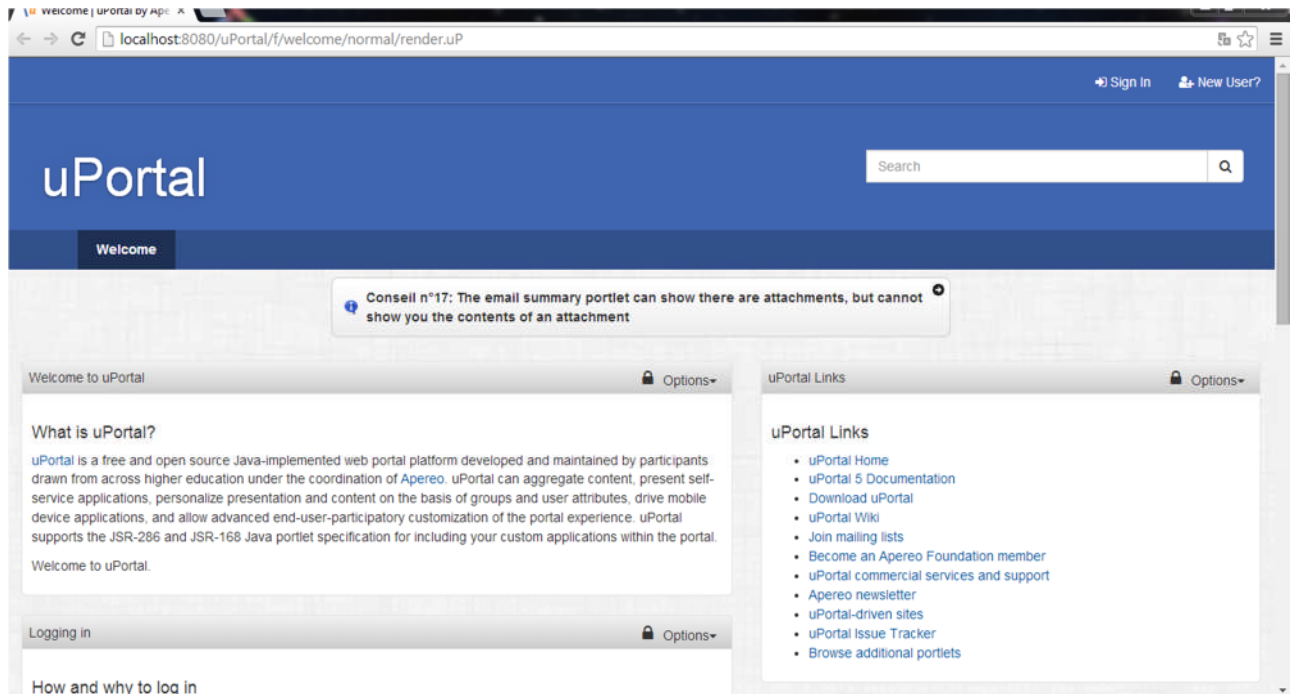 Welcome | uPortal by Ape
localhost:8080/uPortal/f/welcome/normal/render.uP
Sign In New User?
uPortal
Search
Welcome
Conseil n°17: The email summary portlet can show there are attachments, but cannot
show you the contents of an attachment
Welcome to uPortal Options
What is uPortal?
uPortal is a free and open source Java-implemented web portal platform developed and maintained by participants
drawn from across higher education under the coordination of Apereo. uPortal can aggregate content, present self-
service applications, personalize presentation and content on the basis of groups and user attributes, drive mobile
device applications, and allow advanced end-user-participatory customization of the portal experience. uPortal
supports the JSR-286 and JSR-168 Java portlet specification for including your custom applications within the portal.
Welcome to uPortal.
Logging in Options
How and why to log in
uPortal Links Options
uPortal Links
uPortal Home
uPortal 5 Documentation
Download uPortal
uPortal Wiki
Join mailing lists
Become an Apereo Foundation member
uPortal commercial services and support
Apereo newsletter
uPortal-driven sites
uPortal Issue Tracker
Browse additional portlets